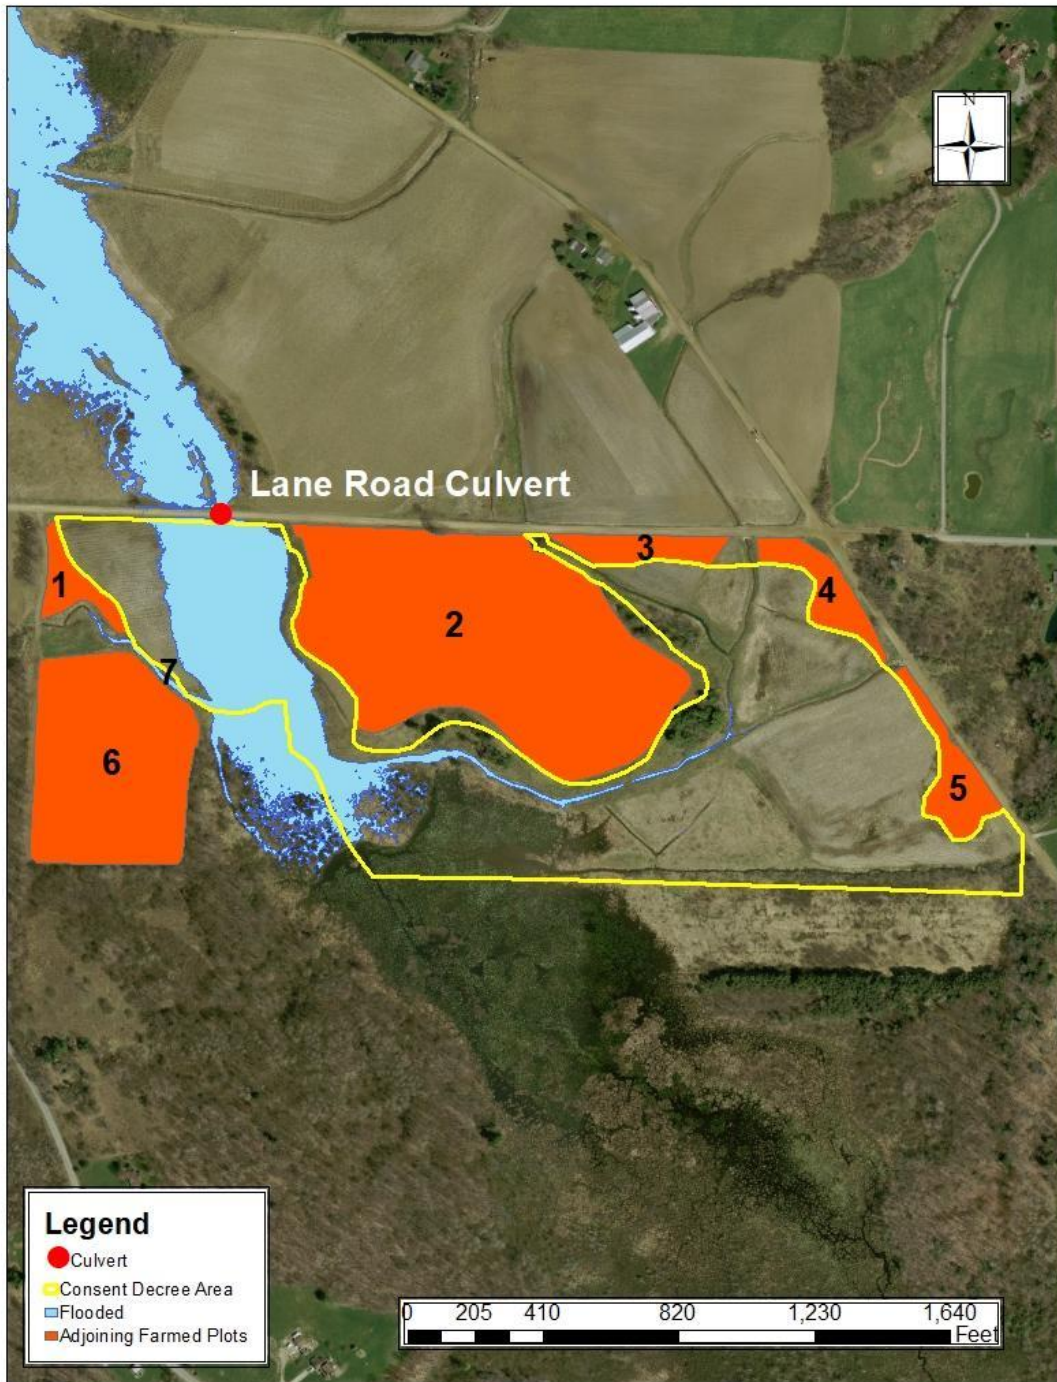 N
Lane Road Culvert
1
2
3
4
5
6
7
Legend
Culvert
Consent Decree Area
Flooded
Adjoining Farmed Plots
0 205 410 820 1,230 1,640
Feet